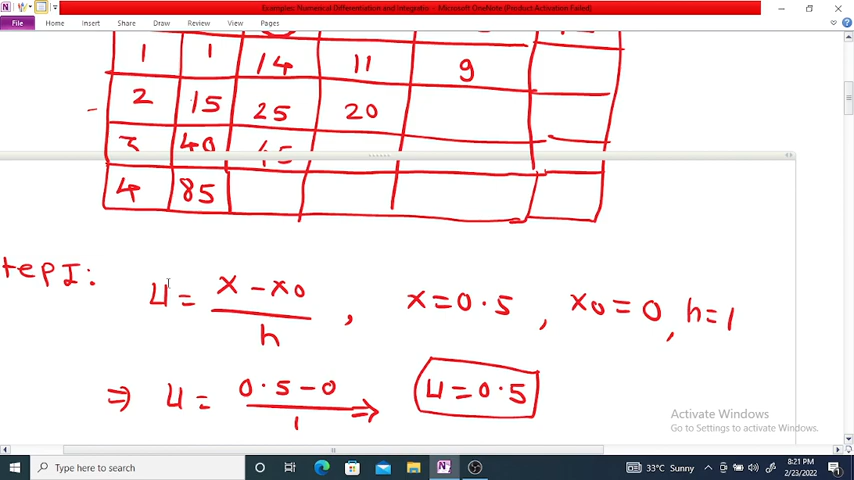 Examples: Numerical Differentiation and Integratio - Microsoft OneNote (Product Activation Failed)
File Home Insert Draw Review View Pages
1 1 14 11 9
2 15 25 20
3 40 45
4 85
tep I:
u = x - x0 / h , x = 0.5 , x0 = 0 , h = 1
⇒ u = 0.5 - 0 / 1 ⇒ u = 0.5
Activate Windows
Go to Settings to activate Windows.
Type here to search
33°C Sunny
8:21 PM
2/23/2022